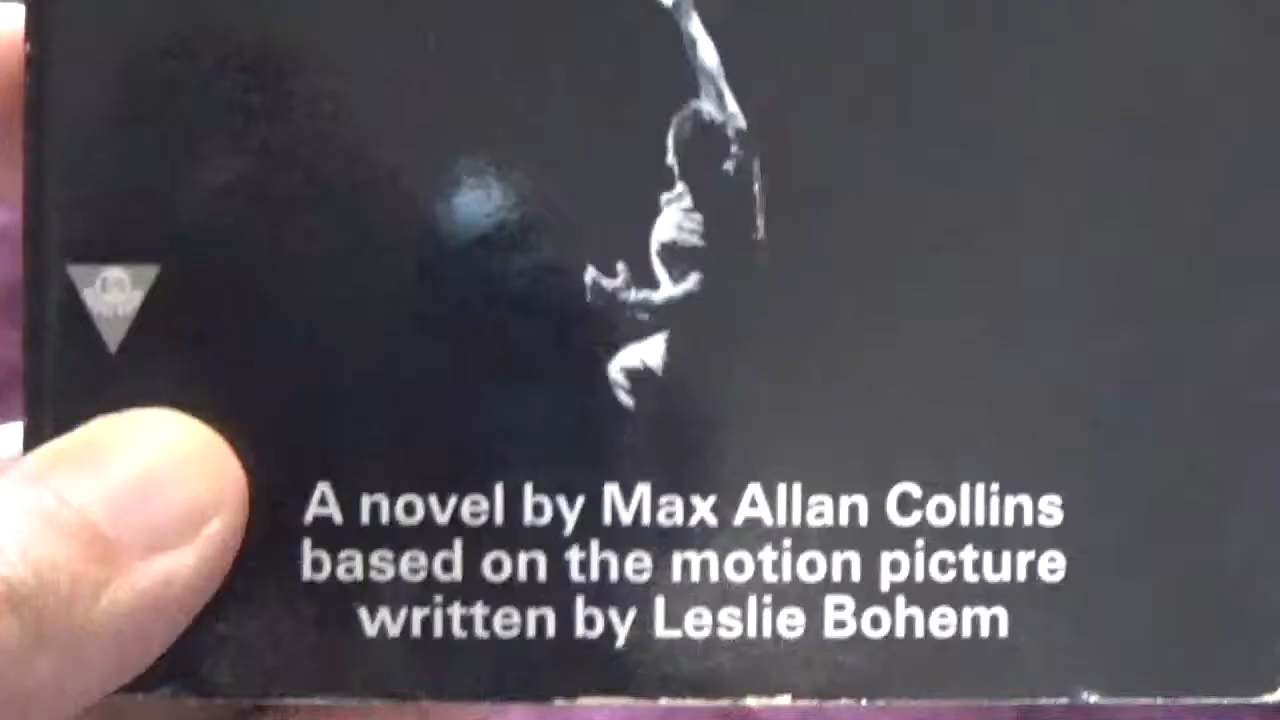 A novel by Max Allan Collins
based on the motion picture
written by Leslie Bohem